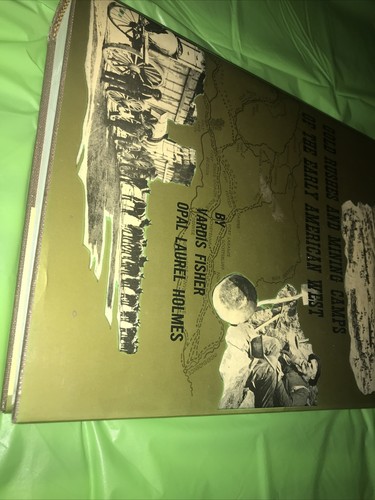 GOLD RUSHES AND MINING CAMPS
OF THE EARLY AMERICAN WEST
BY
VARDIS FISHER
OPAL LAUREL HOLMES